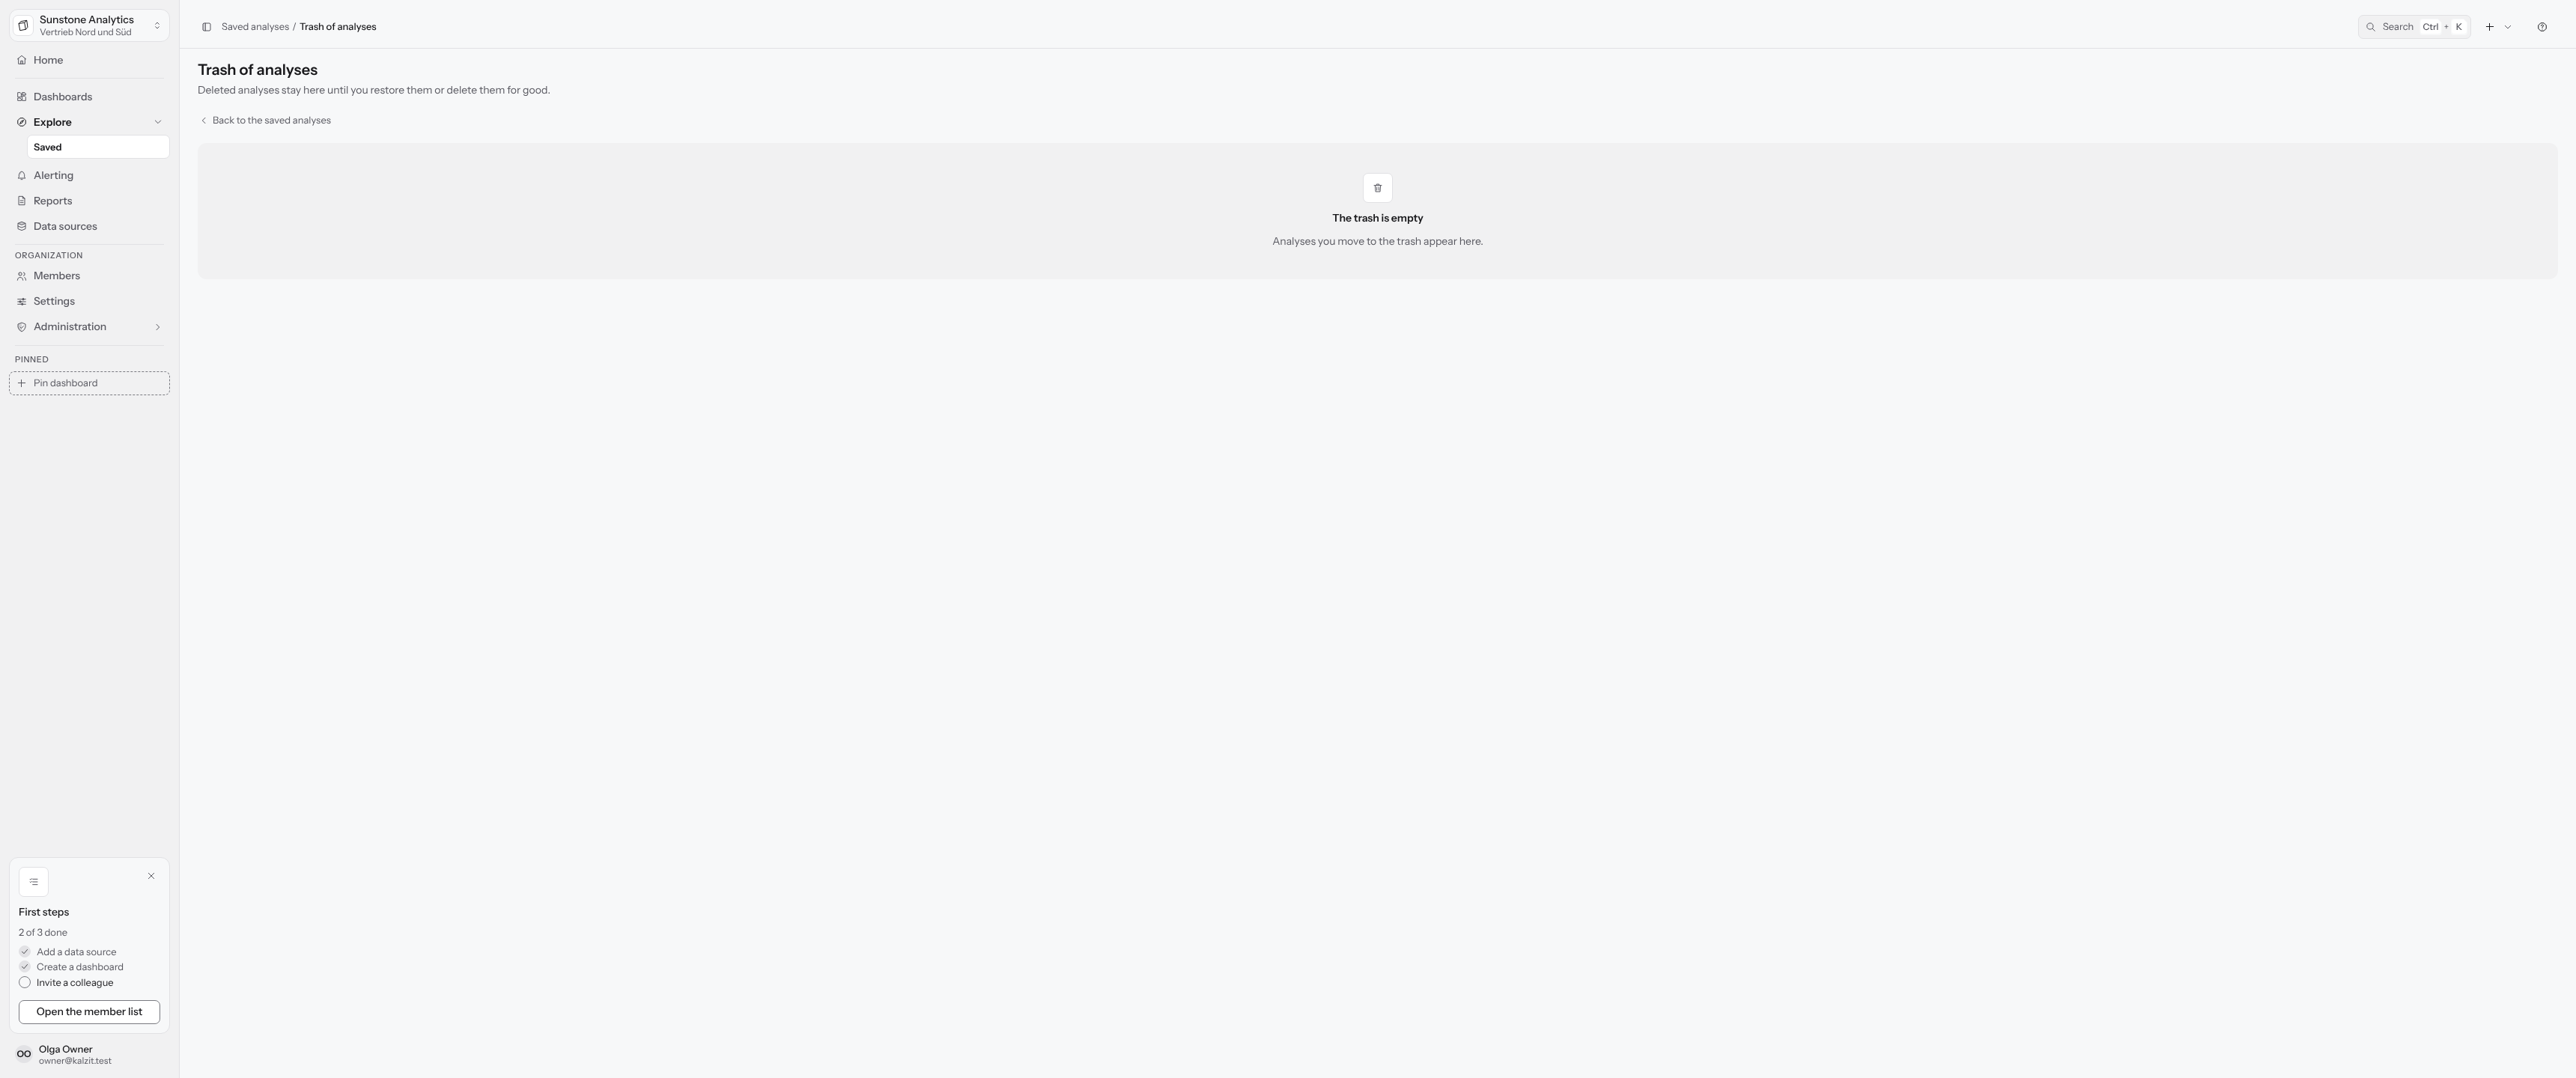 Sunstone Analytics
Vertrieb Nord und Süd
Home
Dashboards
Explore
Saved
Alerting
Reports
Data sources
ORGANIZATION
Members
Settings
Administration
PINNED
Pin dashboard
First steps
2 of 3 done
Add a data source
Create a dashboard
Invite a colleague
Open the member list
OO
Olga Owner
owner@kalzit.test
Saved analyses / Trash of analyses
Search Ctrl + K
Trash of analyses
Deleted analyses stay here until you restore them or delete them for good.
Back to the saved analyses
The trash is empty
Analyses you move to the trash appear here.